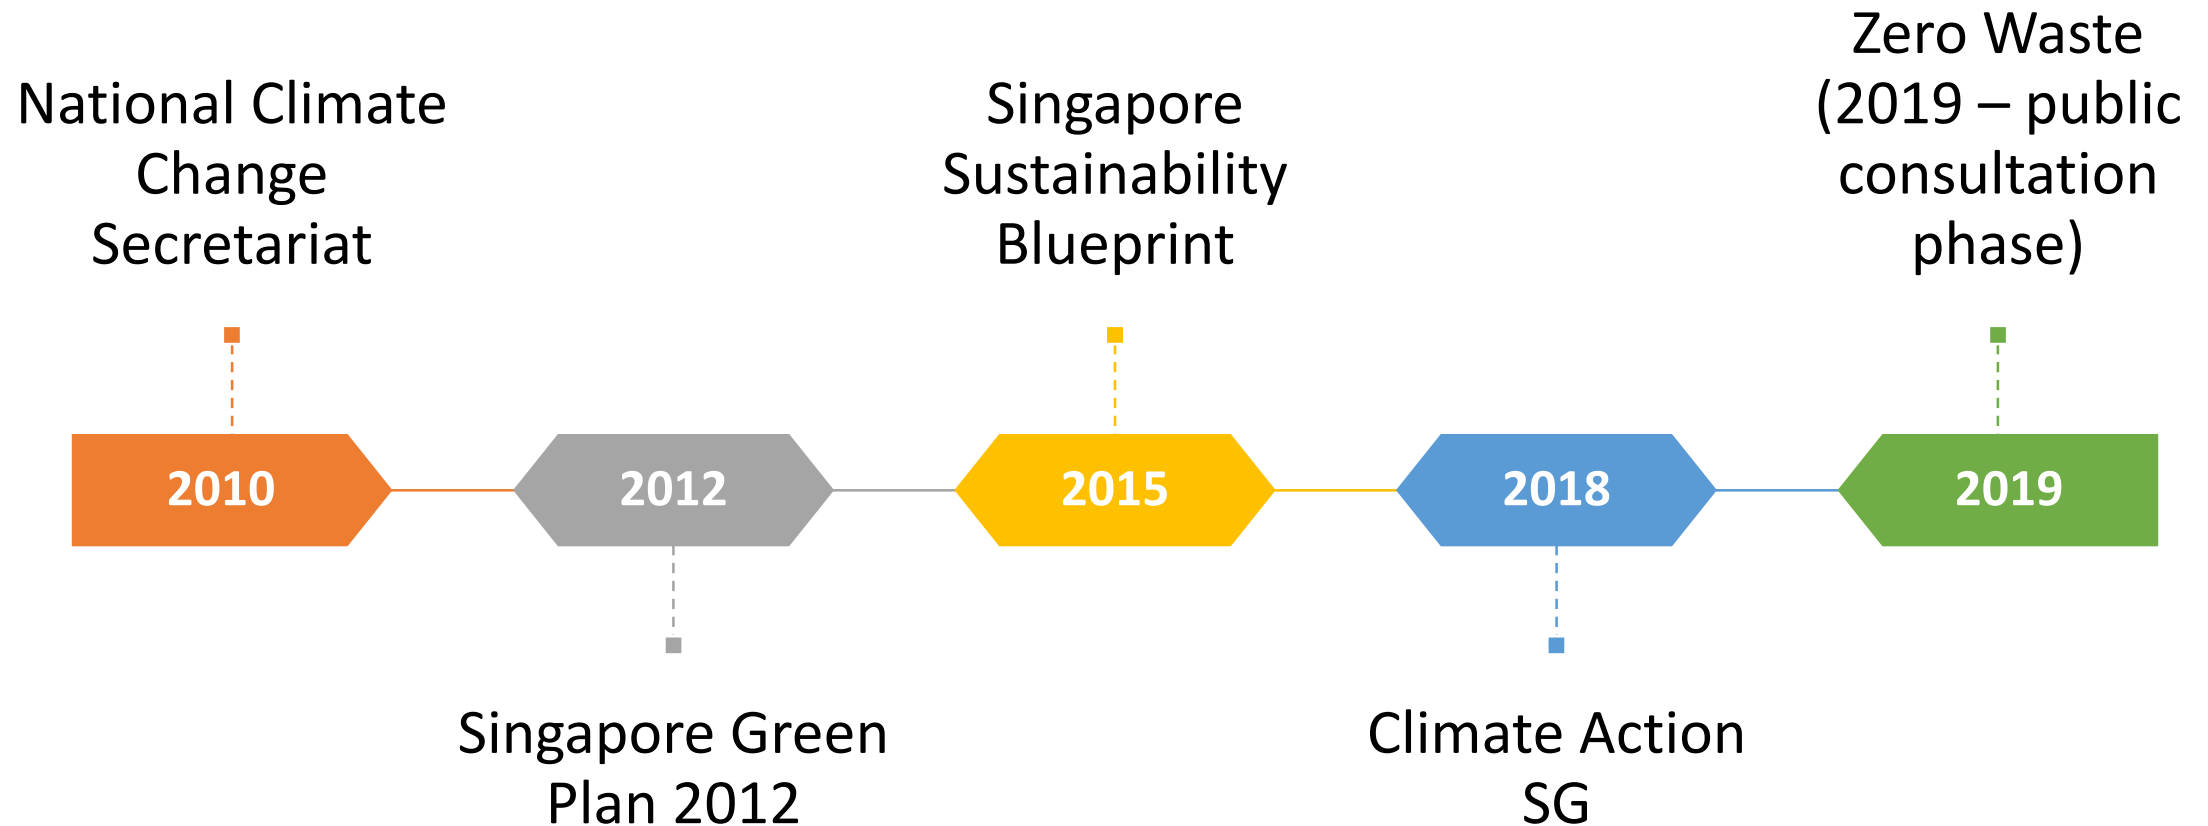 National Climate
Change
Secretariat
Singapore
Sustainability
Blueprint
Zero Waste
(2019 – public
consultation
phase)
2010
2012
2015
2018
2019
Singapore Green
Plan 2012
Climate Action
SG